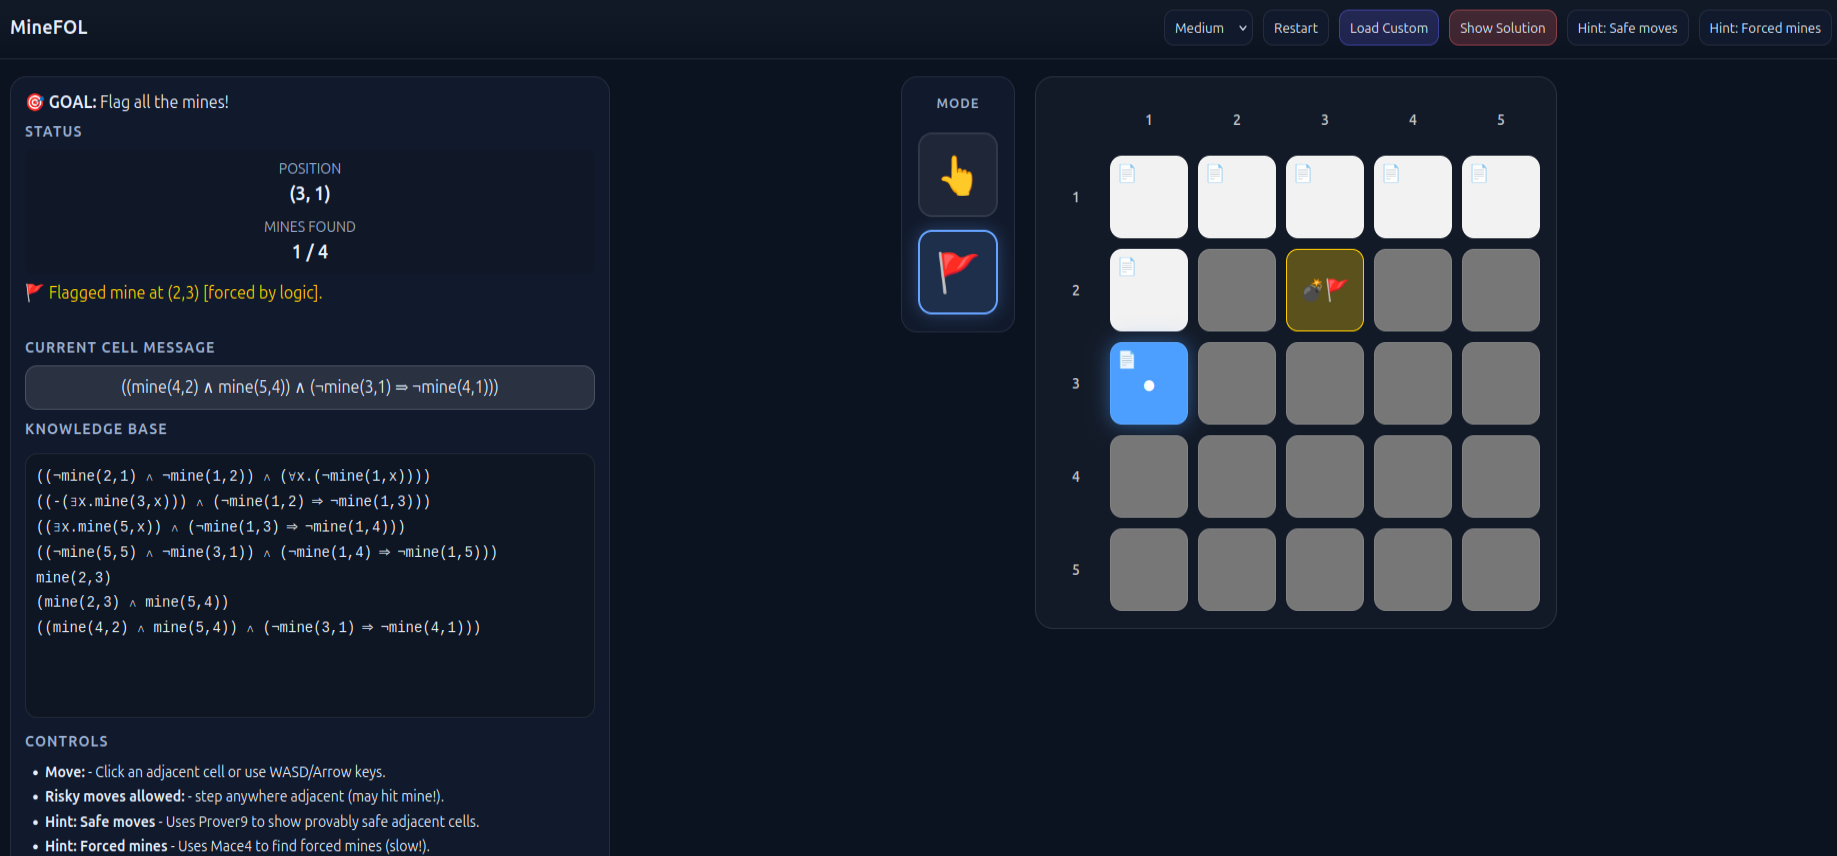 MineFOL
Medium
Restart
Load Custom
Show Solution
Hint: Safe moves
Hint: Forced mines
GOAL: Flag all the mines!
STATUS
POSITION
(3, 1)
MINES FOUND
1 / 4
Flagged mine at (2,3) [forced by logic].
CURRENT CELL MESSAGE
((mine(4,2) ∧ mine(5,4)) ∧ (¬mine(3,1) ⇒ ¬mine(4,1)))
KNOWLEDGE BASE
((¬mine(2,1) ∧ ¬mine(1,2)) ∧ (∀x.(¬mine(1,x))))
((-(∃x.mine(3,x))) ∧ (¬mine(1,2) ⇒ ¬mine(1,3)))
((∃x.mine(5,x)) ∧ (¬mine(1,3) ⇒ ¬mine(1,4)))
((¬mine(5,5) ∧ ¬mine(3,1)) ∧ (¬mine(1,4) ⇒ ¬mine(1,5)))
mine(2,3)
(mine(2,3) ∧ mine(5,4))
((mine(4,2) ∧ mine(5,4)) ∧ (¬mine(3,1) ⇒ ¬mine(4,1)))
CONTROLS
• Move: - Click an adjacent cell or use WASD/Arrow keys.
• Risky moves allowed: - step anywhere adjacent (may hit mine!).
• Hint: Safe moves - Uses Prover9 to show provably safe adjacent cells.
• Hint: Forced mines - Uses Mace4 to find forced mines (slow!).
MODE
1 2 3 4 5
1
2
3
4
5